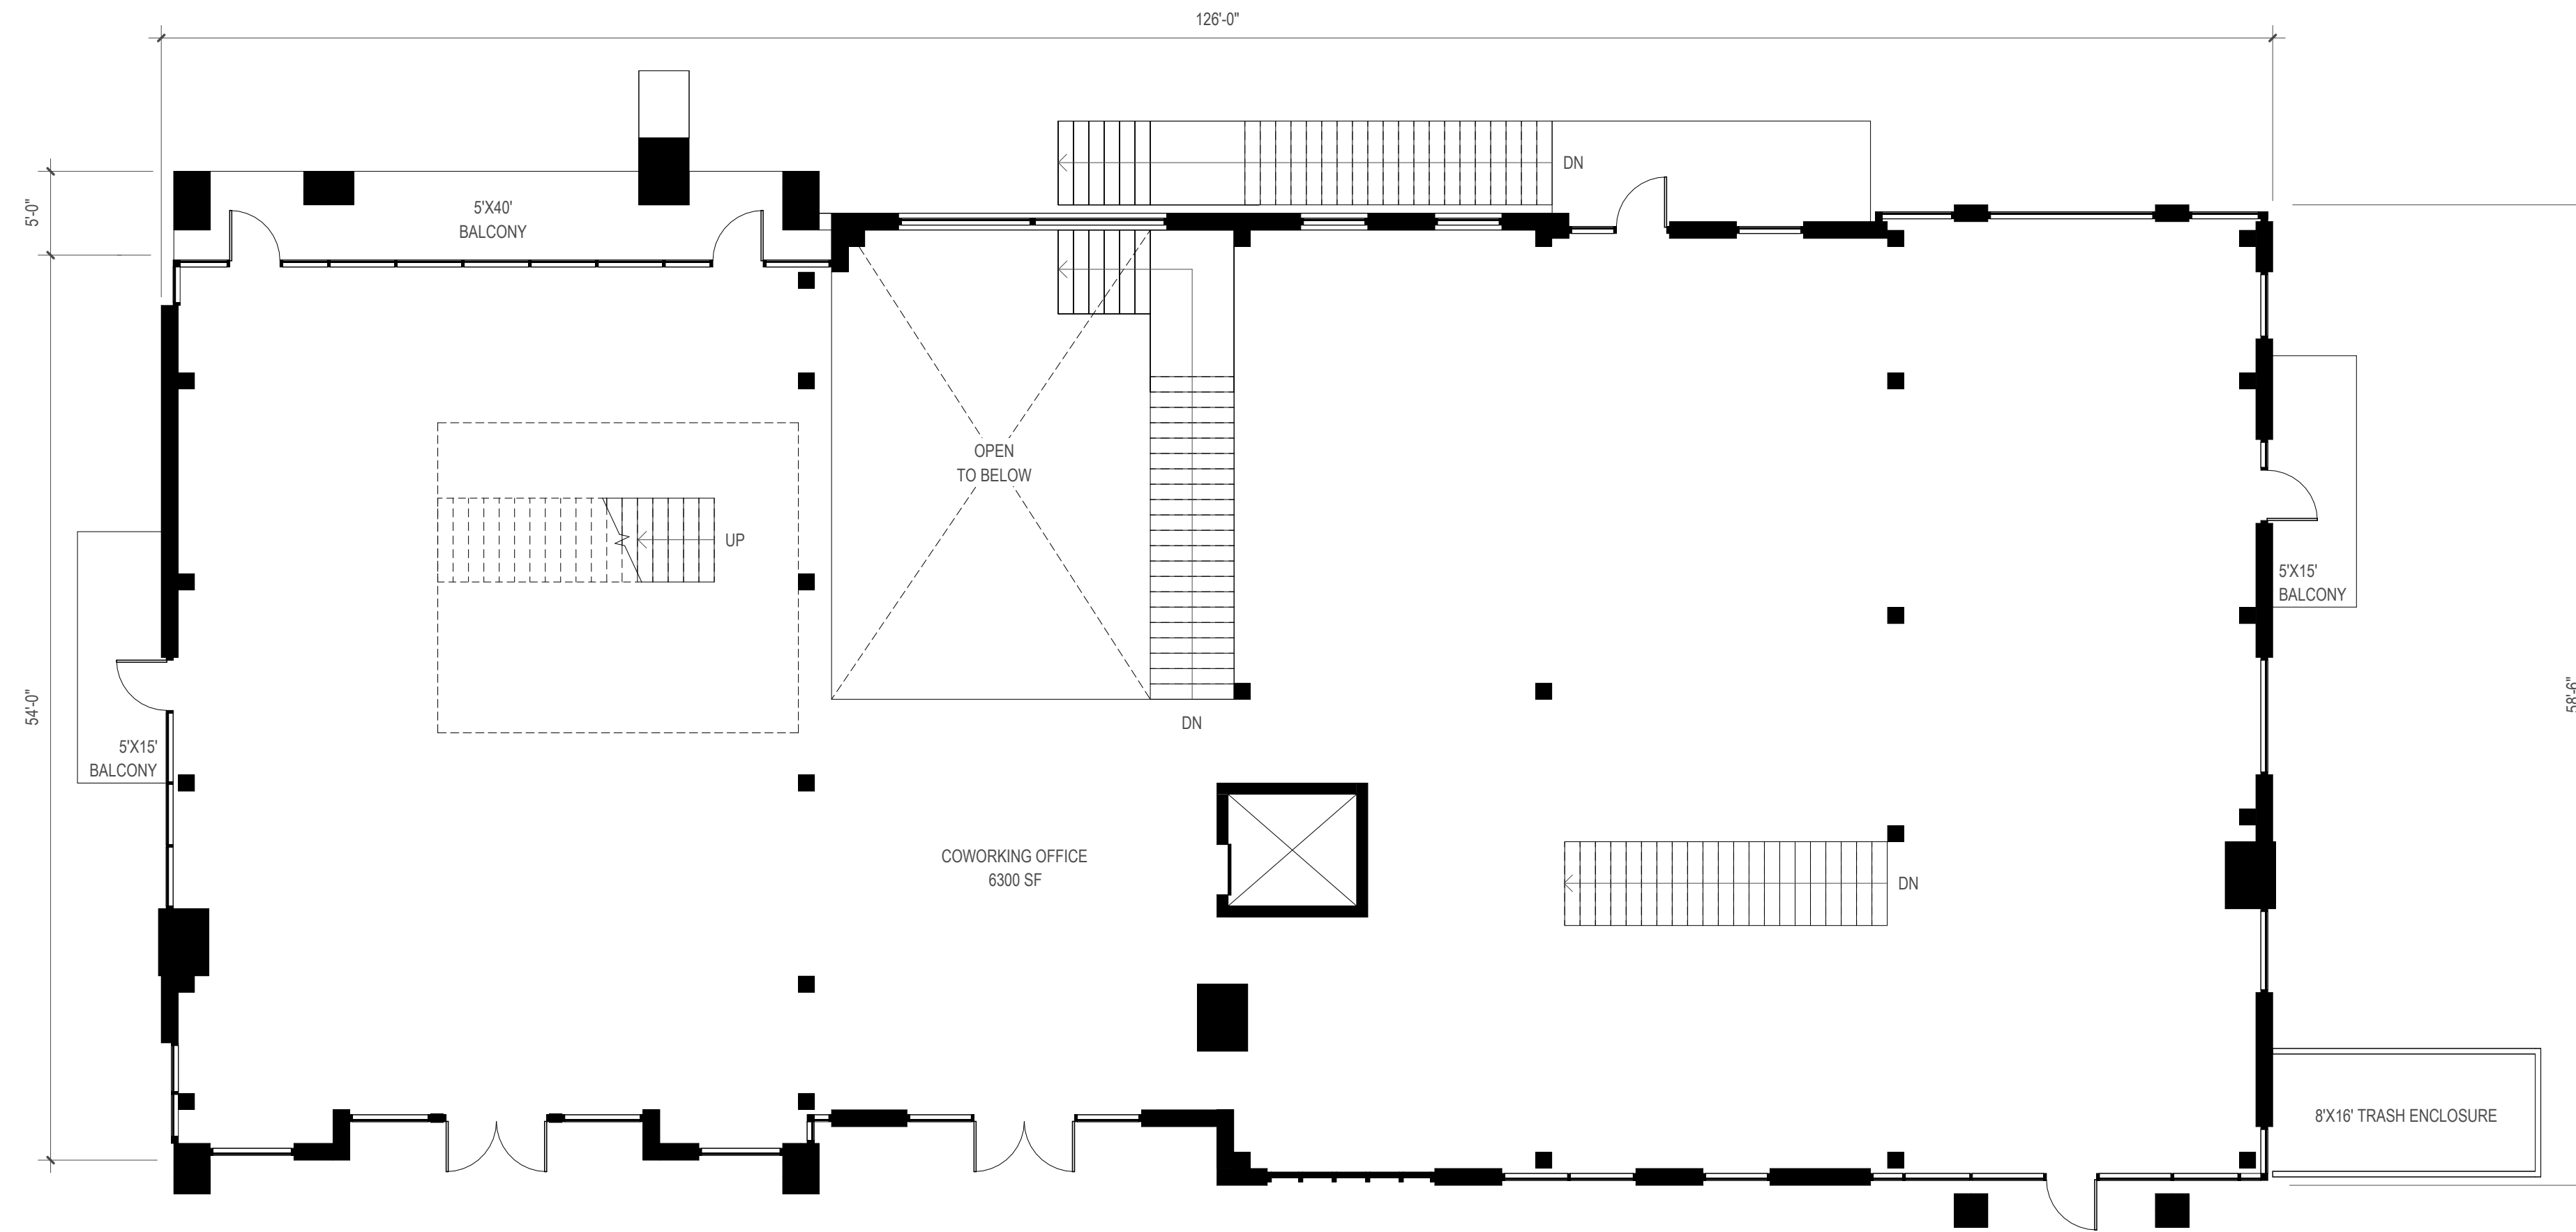 126'-0"
DN
5'X40'
BALCONY
5'-0"
OPEN
TO BELOW
UP
5'X15'
BALCONY
54'-0"
58'-6"
DN
5'X15'
BALCONY
COWORKING OFFICE
6300 SF
DN
8'X16' TRASH ENCLOSURE